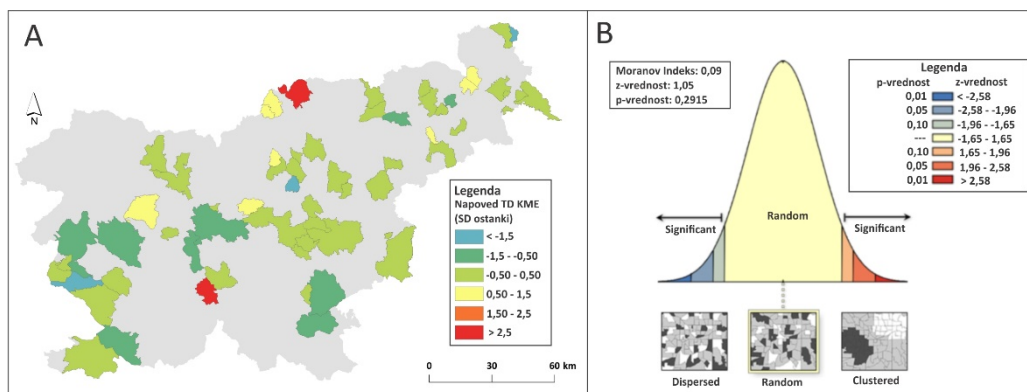 A
N
Legenda
Napoved TD KME
(SD ostanki)
< -1,5
-1,5 - -0,50
-0,50 - 0,50
0,50 - 1,5
1,50 - 2,5
> 2,5
0 30 60 km
B
Moranov Indeks: 0,09
z-vrednost: 1,05
p-vrednost: 0,2915
Legenda
p-vrednost z-vrednost
0,01 < -2,58
0,05 -2,58 - -1,96
0,10 -1,96 - -1,65
--- -1,65 - 1,65
0,10 1,65 - 1,96
0,05 1,96 - 2,58
0,01 > 2,58
Significant
Random
Significant
Dispersed
Random
Clustered